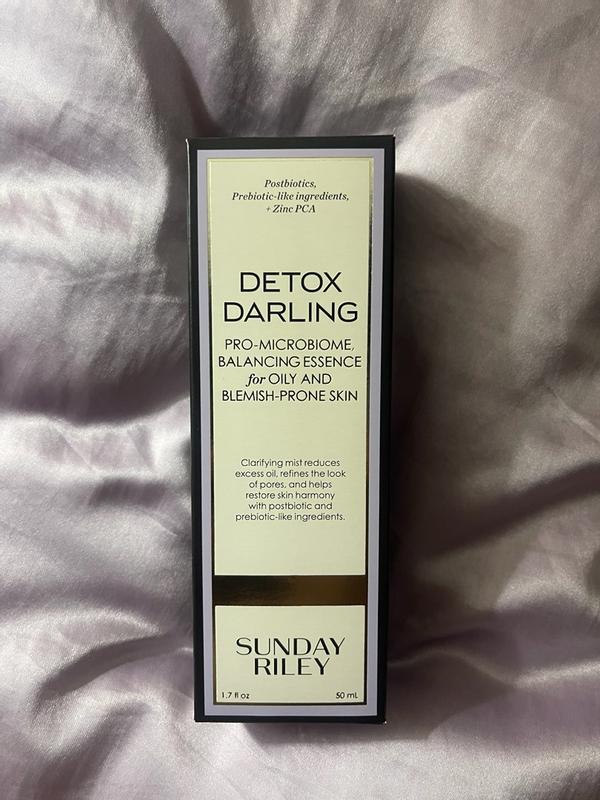 Postbiotics,
Prebiotic-like ingredients,
+ Zinc PCA
DETOX
DARLING
PRO-MICROBIOME,
BALANCING ESSENCE
for OILY AND
BLEMISH-PRONE SKIN
Clarifying mist reduces
excess oil, refines the look
of pores, and helps
restore skin harmony
with postbiotic and
prebiotic-like ingredients.
SUNDAY
RILEY
1.7 fl oz 50 mL